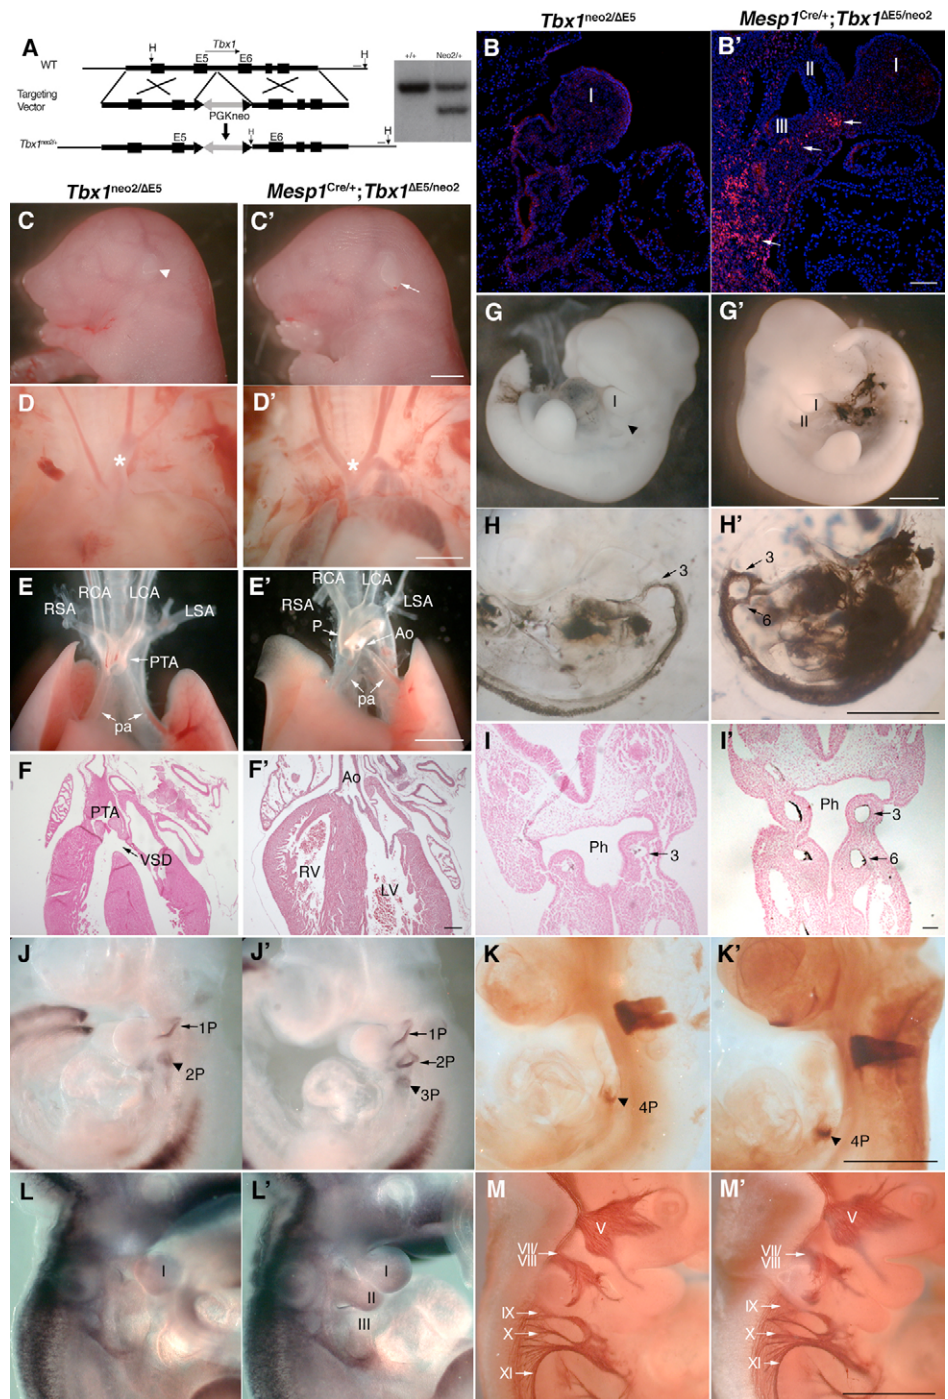 Tbx1neo2/ΔE5
Mesp1Cre/+;TbxΔE5/neo2
A
Tbx1
WT
H
E5
E6
H
+/+
Neo2/+
Targeting
Vector
PGKneo
E5
H
E6
H
Tbx1neo2/+
B
I
B'
II
I
III
Tbx1neo2/ΔE5
Mesp1Cre/+;Tbx1ΔE5/neo2
C
C'
D
*
D'
*
E
RCA
LCA
RSA
LSA
PTA
pa
E'
RCA
LCA
RSA
LSA
P
Ao
pa
F
PTA
VSD
F'
Ao
RV
LV
G
I
G'
I
II
H
3
H'
3
6
I
Ph
3
I'
Ph
3
6
J
1P
2P
J'
1P
2P
3P
K
4P
K'
4P
L
I
L'
I
II
III
M
V
VII/
VIII
IX
X
XI
M'
V
VII/
VIII
IX
X
XI